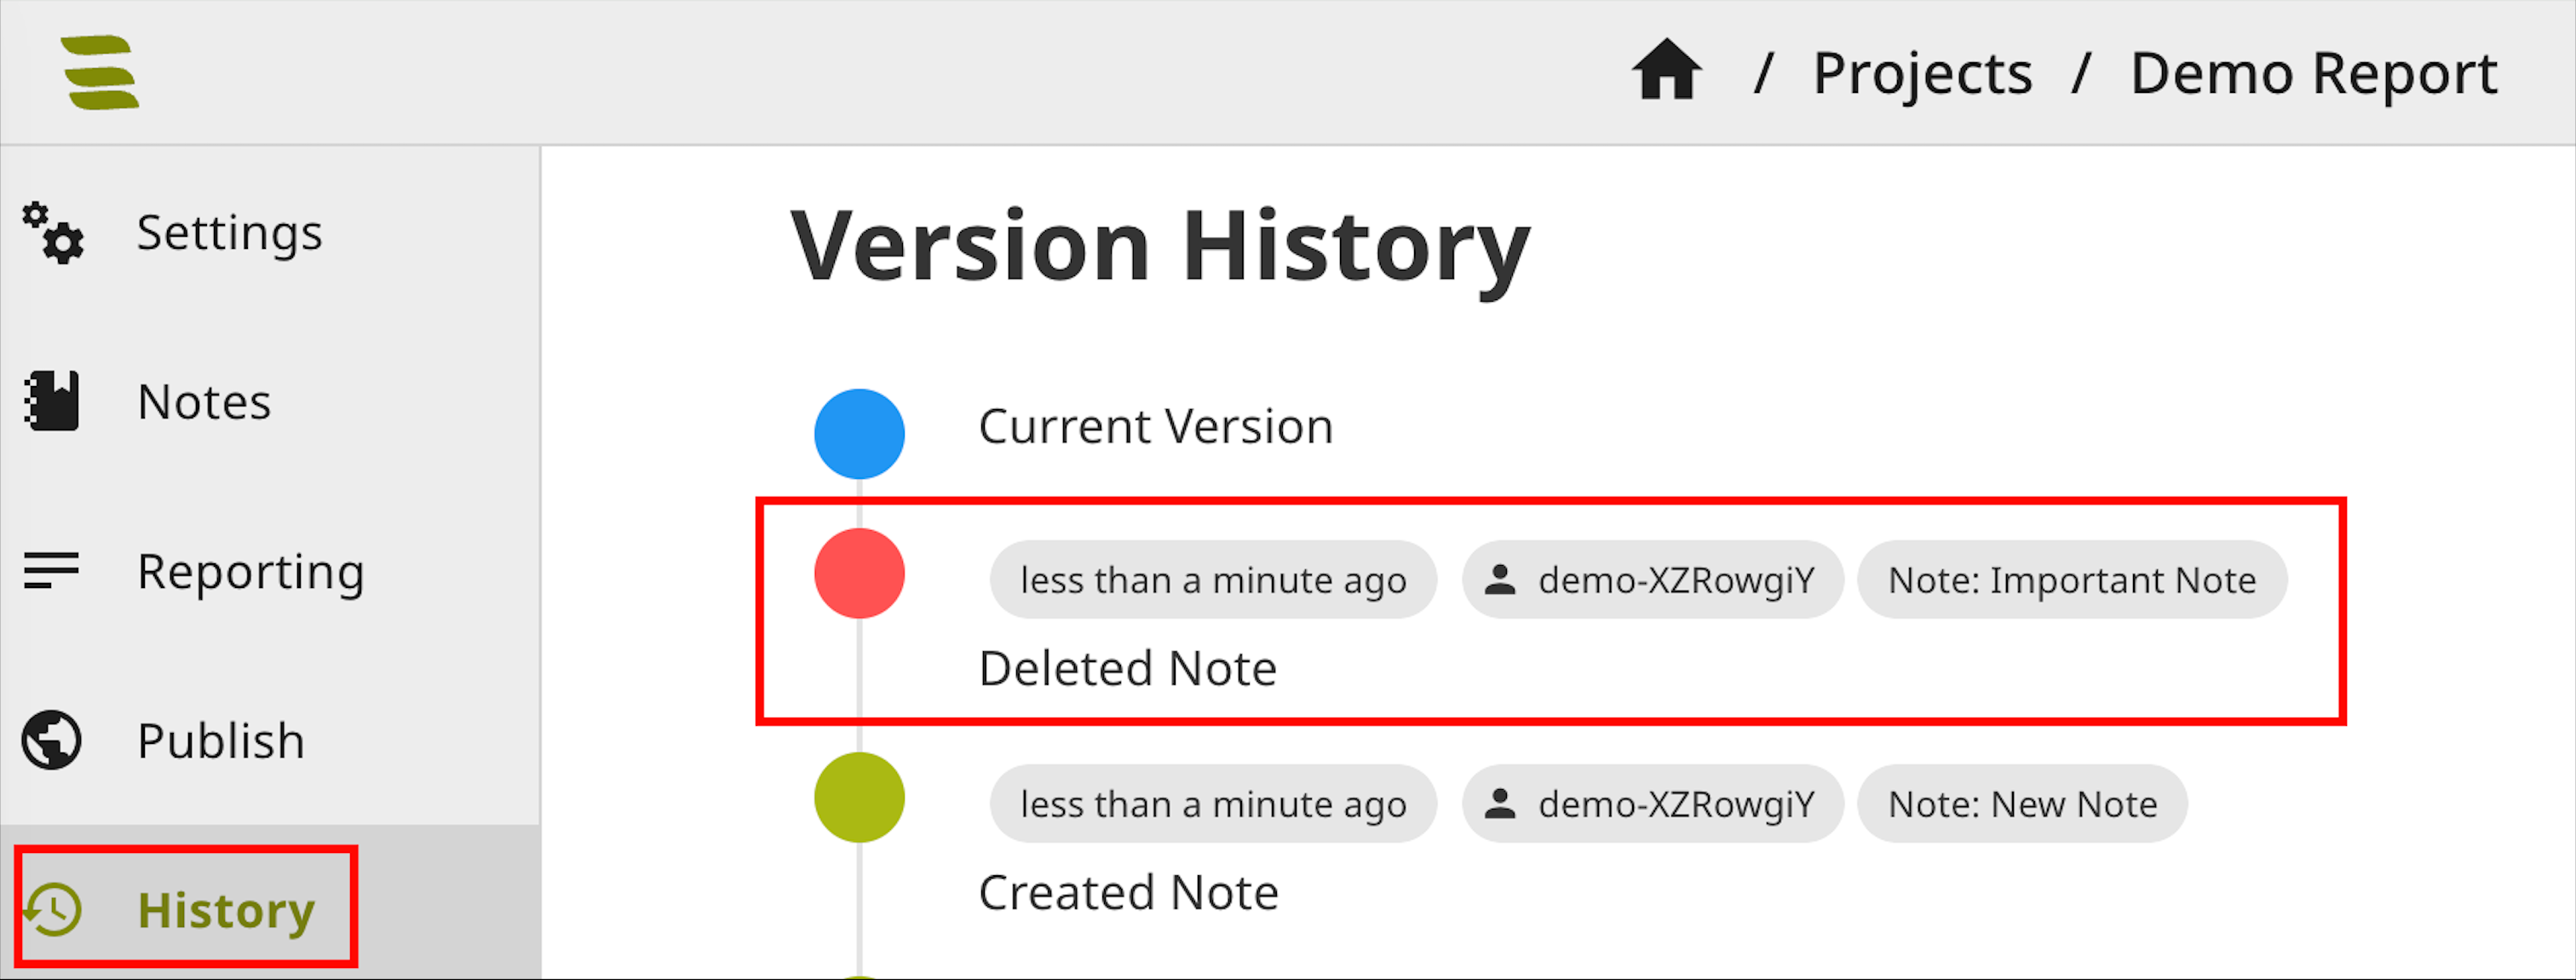 / Projects / Demo Report
Settings
Notes
Reporting
Publish
History
Version History
Current Version
less than a minute ago demo-XZRowgiY Note: Important Note
Deleted Note
less than a minute ago demo-XZRowgiY Note: New Note
Created Note